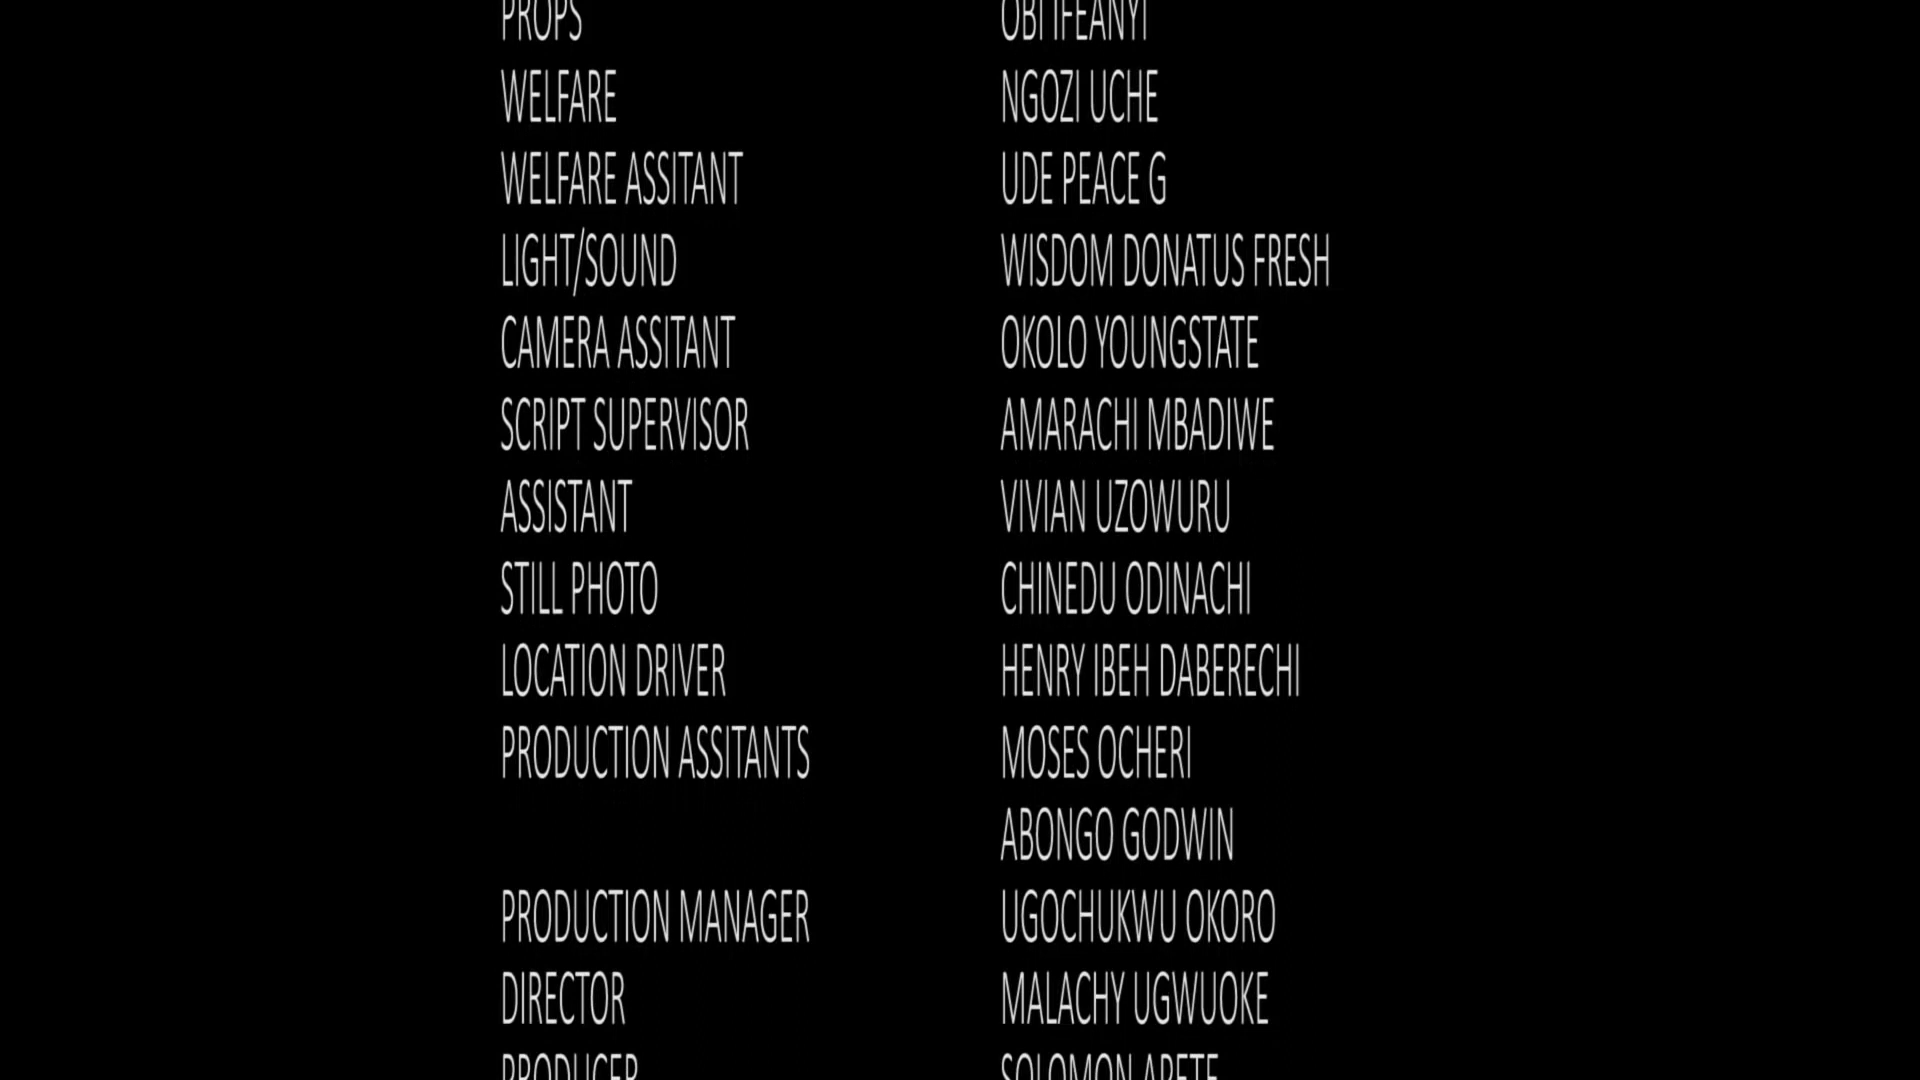 PROPS OBI IFEANYI
WELFARE NGOZI UCHE
WELFARE ASSITANT UDE PEACE G
LIGHT/SOUND WISDOM DONATUS FRESH
CAMERA ASSITANT OKOLO YOUNGSTATE
SCRIPT SUPERVISOR AMARACHI MBADIWE
ASSISTANT VIVIAN UZOWURU
STILL PHOTO CHINEDU ODINACHI
LOCATION DRIVER HENRY IBEH DABERECHI
PRODUCTION ASSITANTS MOSES OCHERI
ABONGO GODWIN
PRODUCTION MANAGER UGOCHUKWU OKORO
DIRECTOR MALACHY UGWUOKE
PRODUCER SOLOMON